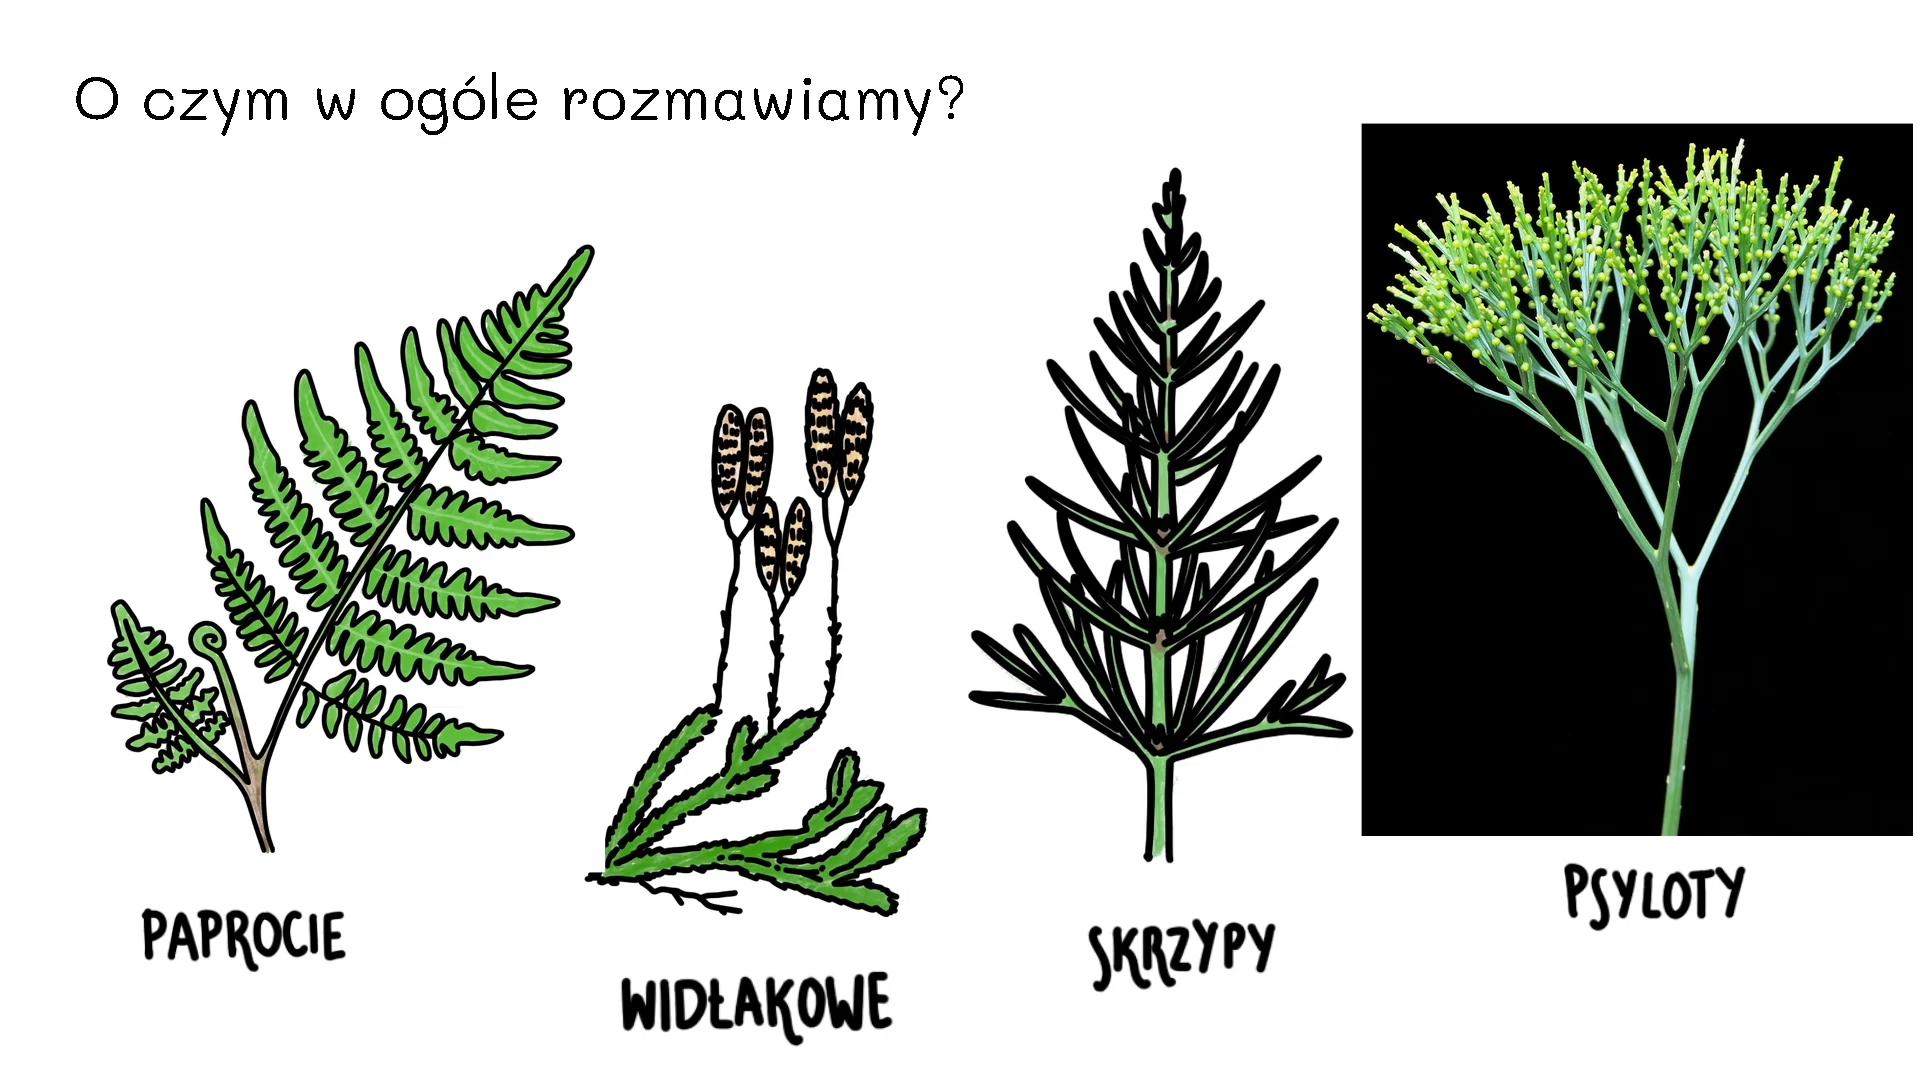 O czym w ogóle rozmawiamy?
PAPROCIE
WIDŁAKOWE
SKRZYPY
PSYLOTY